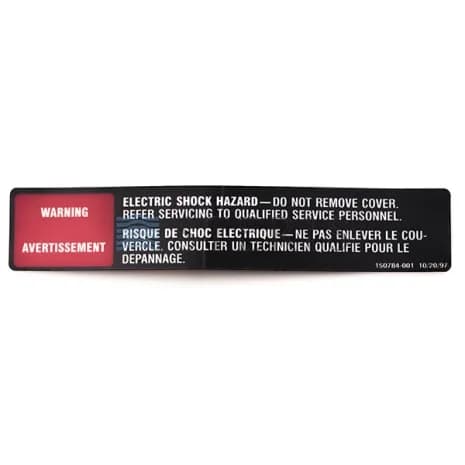 WARNING
AVERTISSEMENT
ELECTRIC SHOCK HAZARD—DO NOT REMOVE COVER.
REFER SERVICING TO QUALIFIED SERVICE PERSONNEL.
RISQUE DE CHOC ELECTRIQUE—NE PAS ENLEVER LE COU-
VERCLE. CONSULTER UN TECHNICIEN QUALIFIE POUR LE
DEPANNAGE.
150784-001 10/20/97